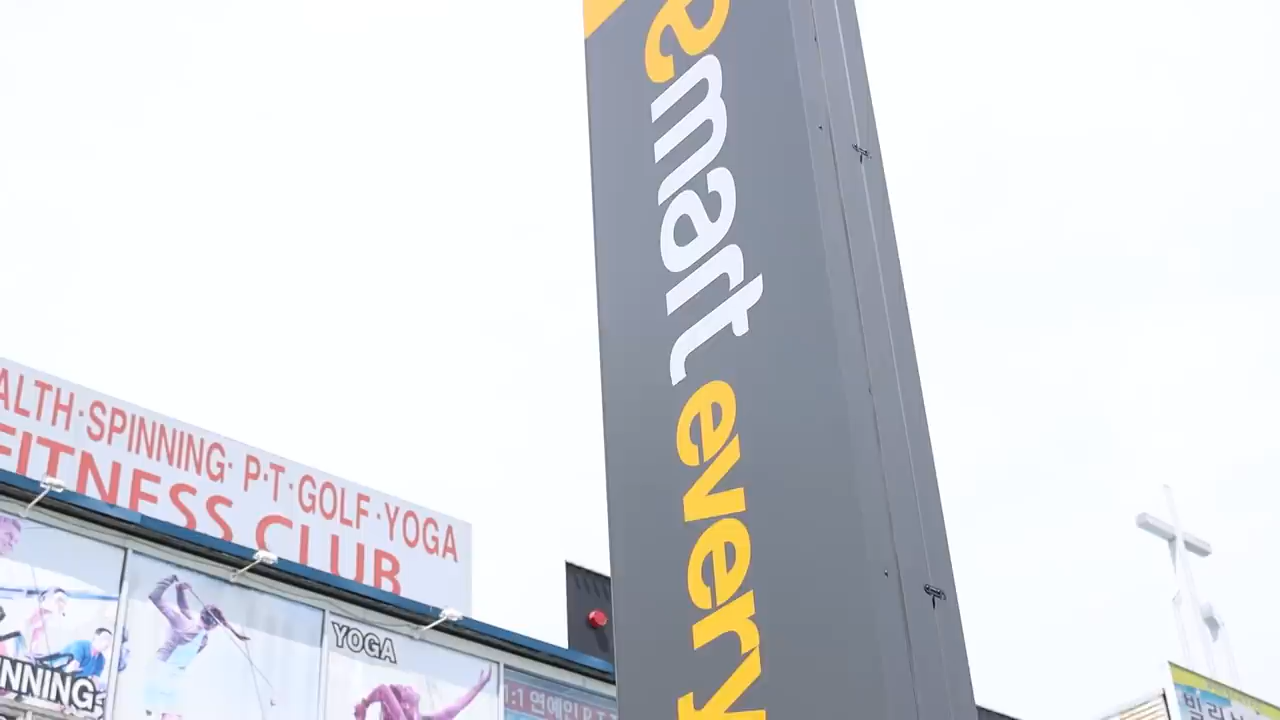 emart every
ALTH·SPINNING· P·T·GOLF·YOGA
FITNESS CLUB
NNING
YOGA
1:1 연예인 P.T